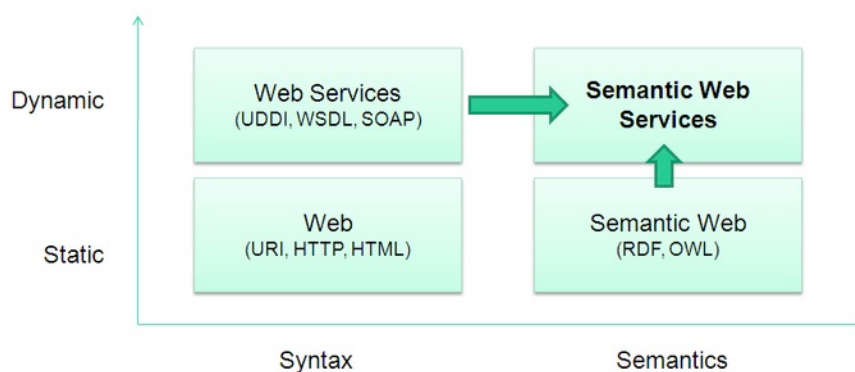 Dynamic
Web Services
(UDDI, WSDL, SOAP)
Semantic Web
Services
Static
Web
(URI, HTTP, HTML)
Semantic Web
(RDF, OWL)
Syntax
Semantics